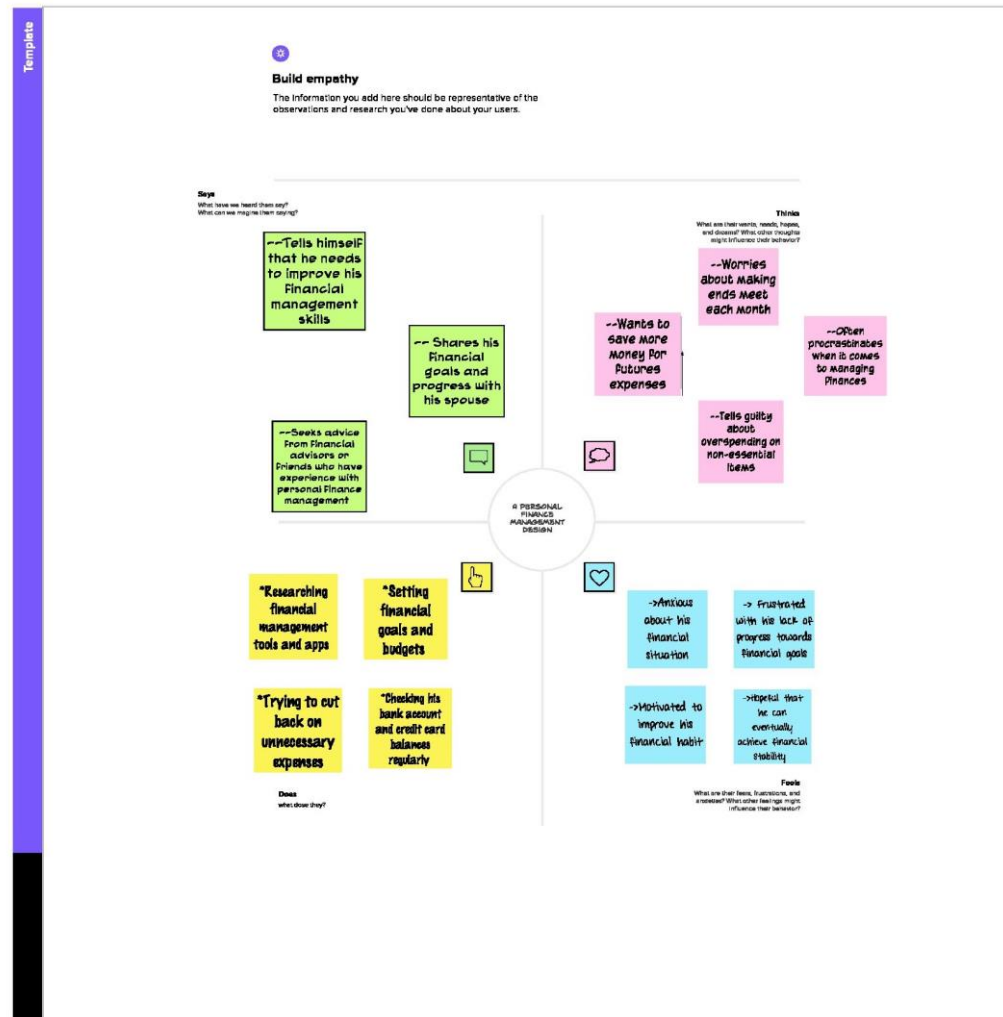 Template
Build empathy
The information you add here should be representative of the
observations and research you've done about your users.
Says
What have we heard them say?
What can we magine them saying?
--Tells himself
that he needs
to improve his
financial
management
skills
-- Shares his
financial
goals and
progress with
his spouse
--Seeks advice
from financial
advisors or
friends who have
experience with
personal finance
management
Thinks
What are their wants, needs, hopes,
and dreams? What other thoughts
might influence their behavior?
--Worries
about making
ends meet
each month
--Wants to
save more
money for
futures
expenses
--Often
procrastinates
when it comes
to managing
finances
--Tells guilty
about
overspending on
non-essential
items
A PERSONAL
FINANCE
MANAGEMENT
DESIGN
*Researching
financial
management
tools and apps
*Setting
financial
goals and
budgets
*Trying to cut
back on
unnecessary
expenses
*Checking his
bank account
and credit card
balances
regularly
Does
what dose they?
->Anxious
about his
financial
situation
-> Frustrated
with his lack of
progress towards
financial goals
->Motivated to
improve his
financial habit
->Hopeful that
he can
eventually
achieve financial
stability
Feels
What are their fears, frustrations, and
anxieties? What other feelings might
influence their behavior?